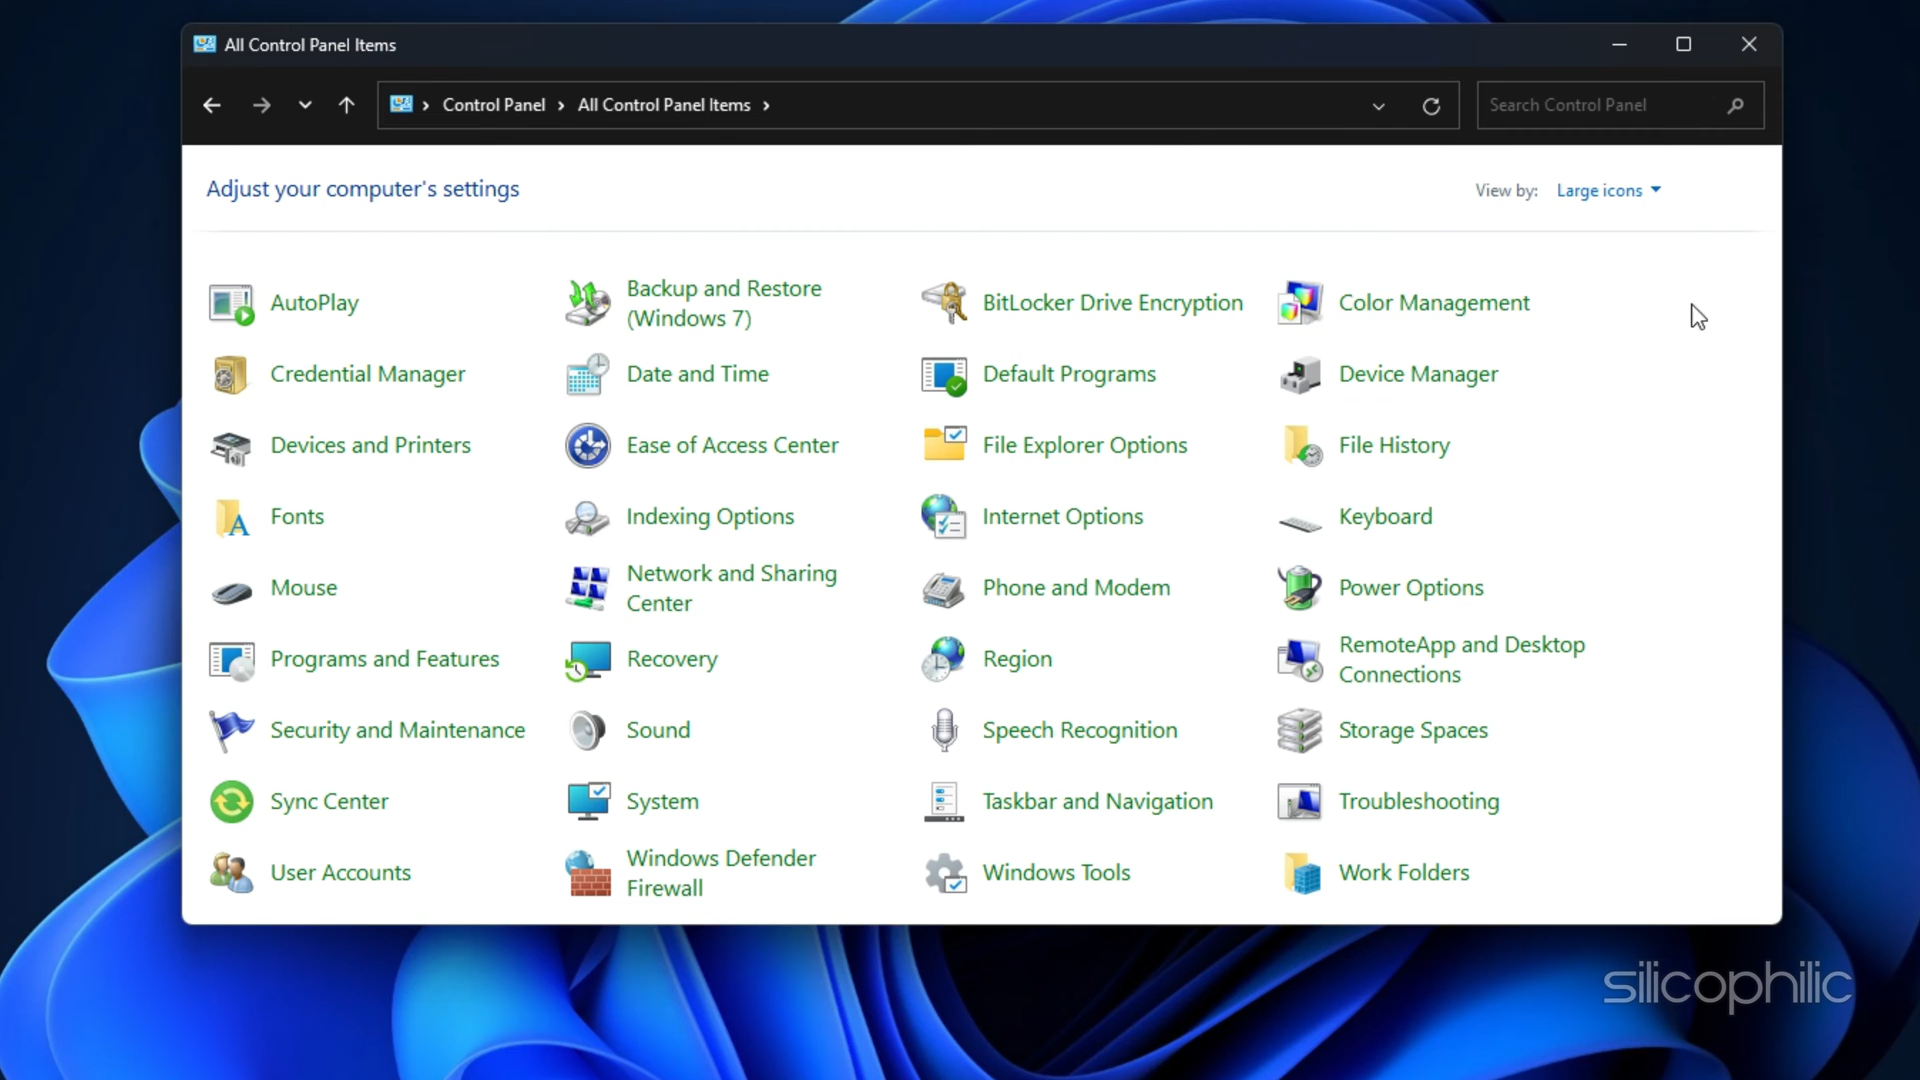 All Control Panel Items
Control Panel
All Control Panel Items
Search Control Panel
Adjust your computer's settings
View by:
Large icons
AutoPlay
Backup and Restore
(Windows 7)
BitLocker Drive Encryption
Color Management
Credential Manager
Date and Time
Default Programs
Device Manager
Devices and Printers
Ease of Access Center
File Explorer Options
File History
Fonts
Indexing Options
Internet Options
Keyboard
Mouse
Network and Sharing
Center
Phone and Modem
Power Options
Programs and Features
Recovery
Region
RemoteApp and Desktop
Connections
Security and Maintenance
Sound
Speech Recognition
Storage Spaces
Sync Center
System
Taskbar and Navigation
Troubleshooting
User Accounts
Windows Defender
Firewall
Windows Tools
Work Folders
silicophilic